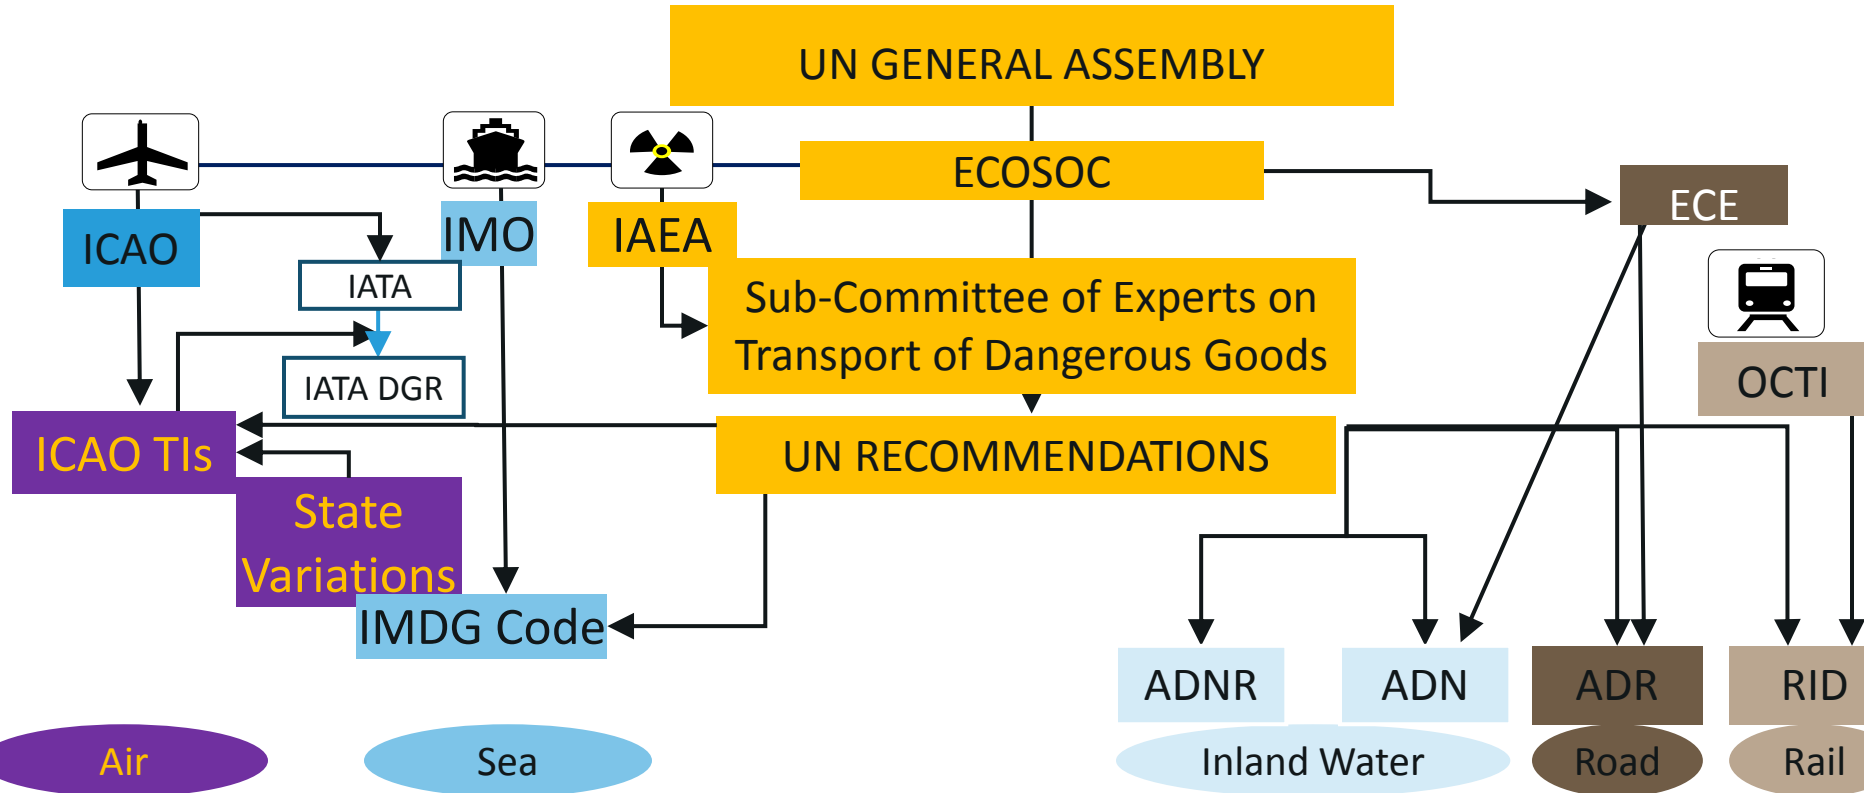 UN GENERAL ASSEMBLY
ECOSOC
ECE
ICAO
IMO
IAEA
IATA
Sub-Committee of Experts on
Transport of Dangerous Goods
IATA DGR
OCTI
ICAO TIs
UN RECOMMENDATIONS
State
Variations
IMDG Code
ADNR
ADN
ADR
RID
Air
Sea
Inland Water
Road
Rail